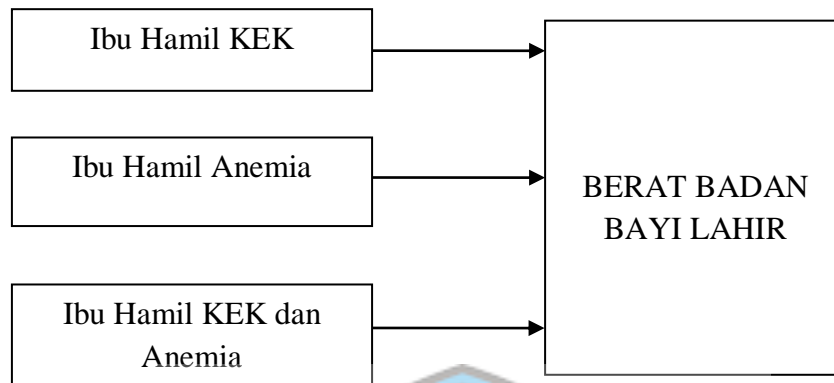 Ibu Hamil KEK
Ibu Hamil Anemia
Ibu Hamil KEK dan
Anemia
BERAT BADAN
BAYI LAHIR